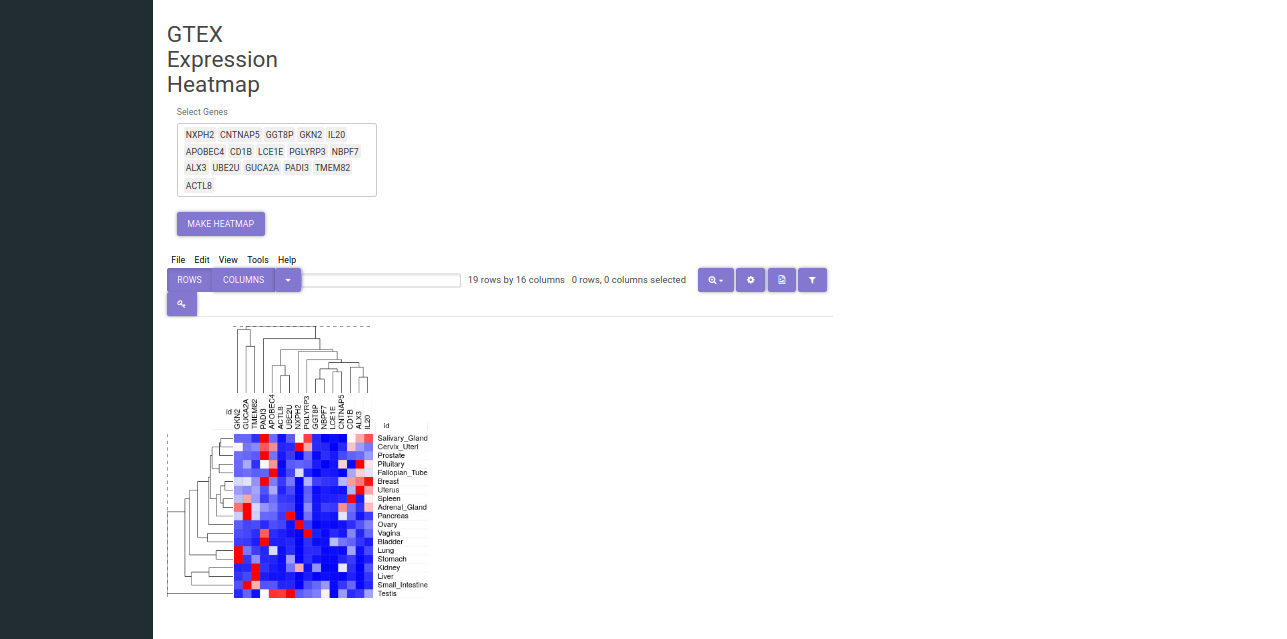 GTEX
Expression
Heatmap
Select Genes
NXPH2 CNTNAP5 GGT8P GKN2 IL20
APOBEC4 CD1B LCE1E PGLYRP3 NBPF7
ALX3 UBE2U GUCA2A PADI3 TMEM82
ACTL8
MAKE HEATMAP
File Edit View Tools Help
ROWS COLUMNS 19 rows by 16 columns 0 rows, 0 columns selected
id GKN2 GUCA2A TMEM82 PADI3 APOBEC4 ACTL8 UBE2U NXPH2 PGLYRP3 GGT8P NBPF7 LCE1E CNTNAP5 CD1B ALX3 IL20
id
Salivary_Gland
Cervix_Uteri
Prostate
Pituitary
Fallopian_Tube
Breast
Uterus
Spleen
Adrenal_Gland
Pancreas
Ovary
Vagina
Bladder
Lung
Stomach
Kidney
Liver
Small_Intestine
Testis